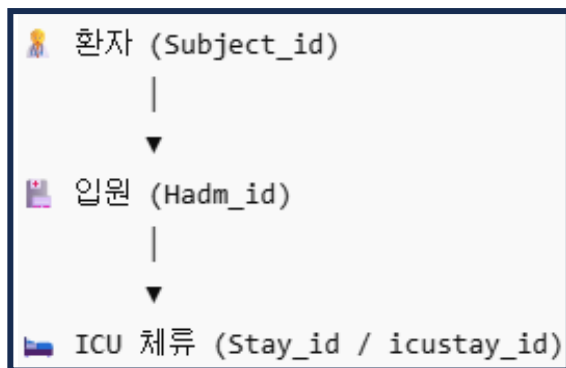 환자 (Subject_id)
입원 (Hadm_id)
ICU 체류 (Stay_id / icustay_id)